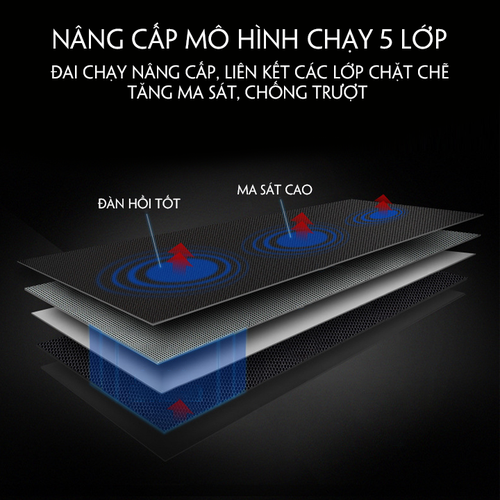 NÂNG CẤP MÔ HÌNH CHẠY 5 LỚP
ĐAI CHẠY NÂNG CẤP, LIÊN KẾT CÁC LỚP CHẶT CHẼ
TĂNG MA SÁT, CHỐNG TRƯỢT
MA SÁT CAO
ĐÀN HỒI TỐT